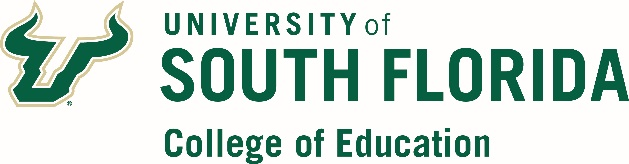 UNIVERSITY of
SOUTH FLORIDA
College of Education